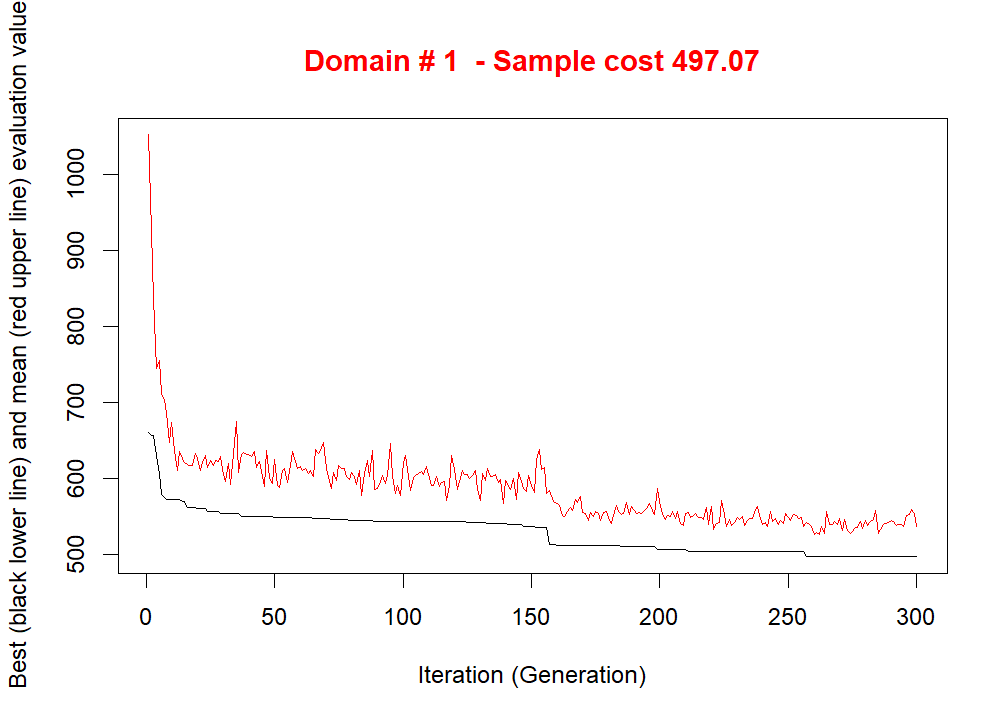 Domain # 1 - Sample cost 497.07
Best (black lower line) and mean (red upper line) evaluation value
1000
900
800
700
600
500
0 50 100 150 200 250 300
Iteration (Generation)